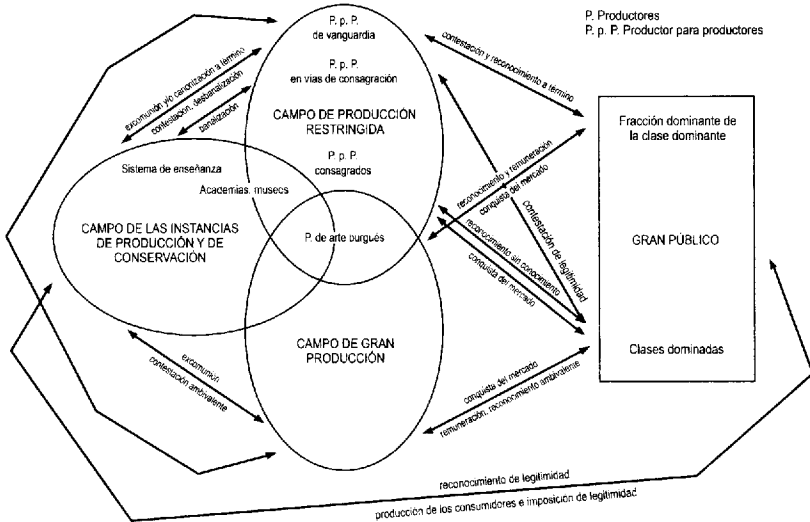 P. Productores
P. p. P. Productor para productores
P. p. P.
de vanguardia
P. p. P.
en vías de consagración
CAMPO DE PRODUCCIÓN
RESTRINGIDA
P. p. P.
consagrados
excomunión y/o canonización a término
contestación, desbanalización
banalización
Sistema de enseñanza
Academias, museos
CAMPO DE LAS INSTANCIAS
DE PRODUCCIÓN Y DE
CONSERVACIÓN
P. de arte burgués
CAMPO DE GRAN
PRODUCCIÓN
excomunión
contestación ambivalente
contestación y reconocimiento a término
reconocimiento y remuneración
conquista del mercado
contestación de legitimidad
reconocimiento sin conocimiento
conquista del mercado
conquista del mercado
remuneración, reconocimiento ambivalente
Fracción dominante de
la clase dominante
GRAN PÚBLICO
Clases dominadas
reconocimiento de legitimidad
producción de los consumidores e imposición de legitimidad